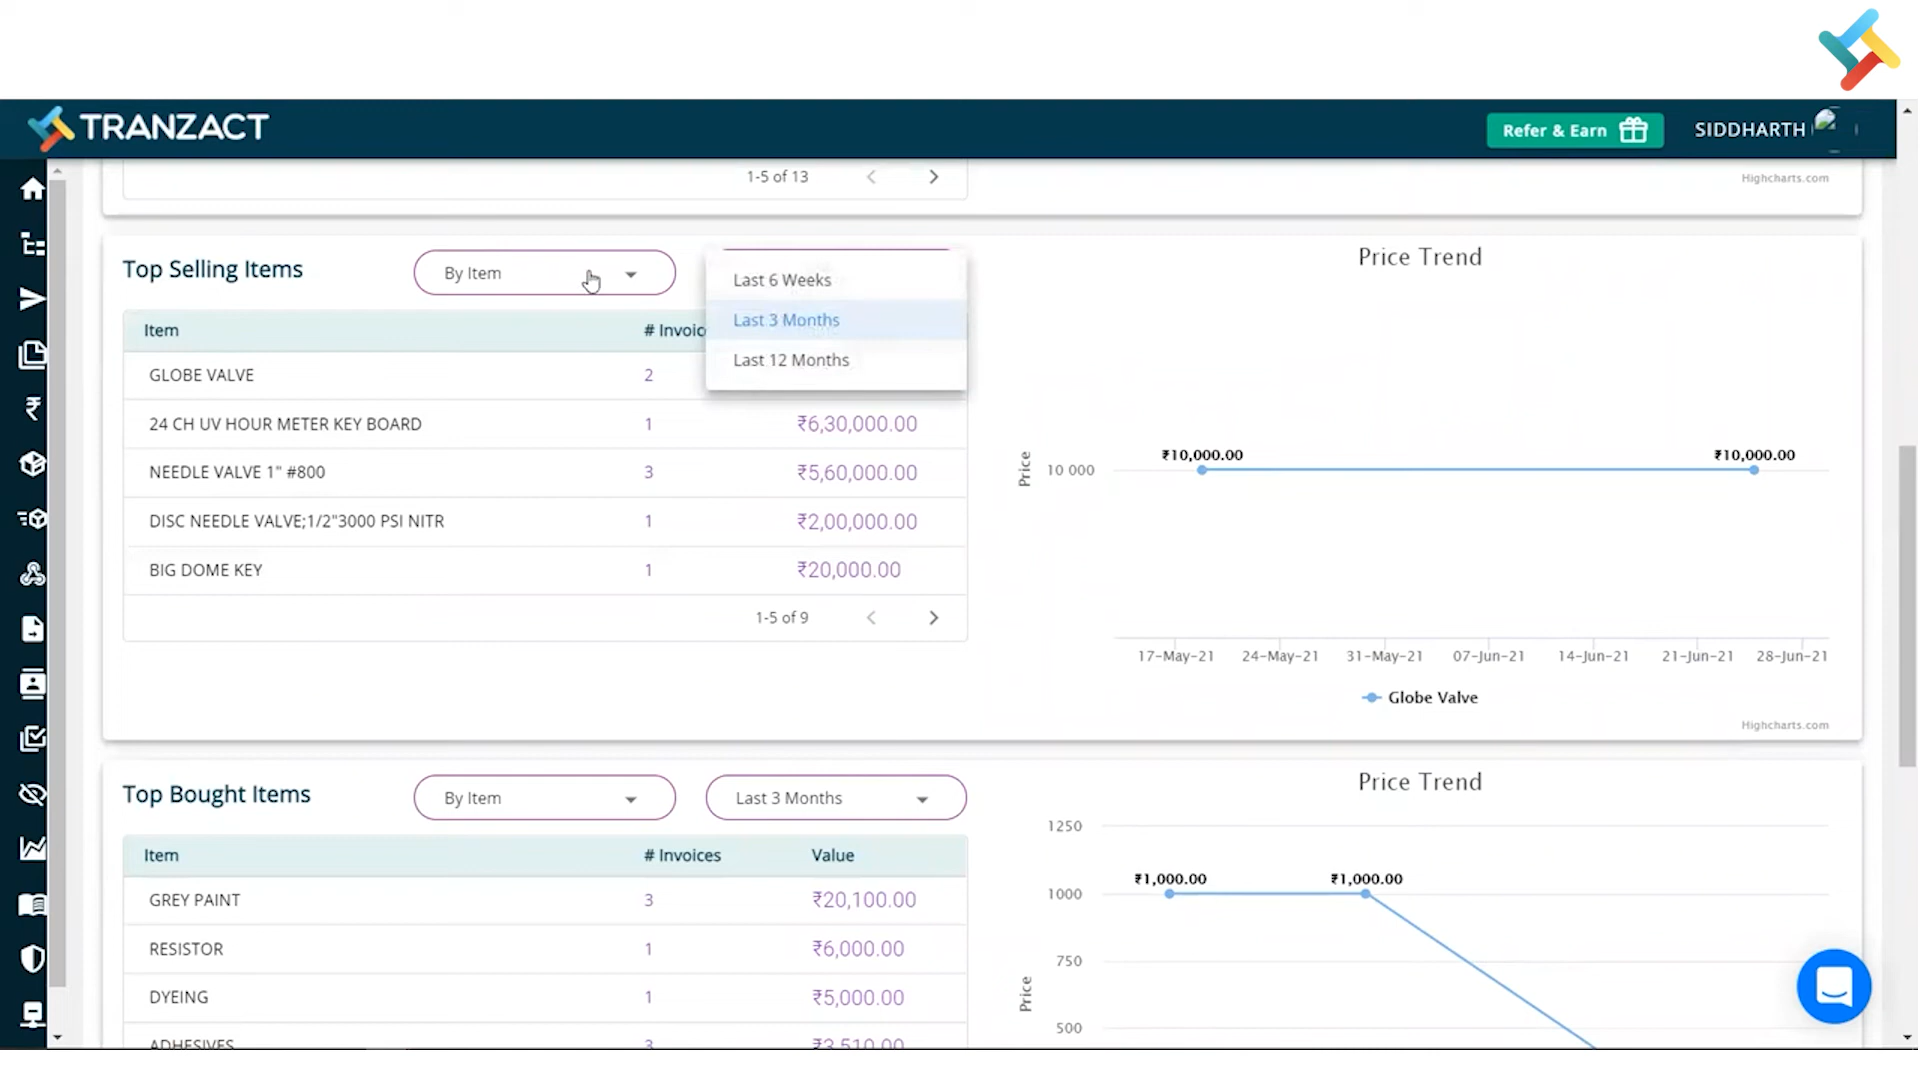 TRANZACT
Refer & Earn
SIDDHARTH
1-5 of 13
Highcharts.com
Top Selling Items
By Item
Last 6 Weeks
Last 3 Months
Last 12 Months
Item # Invoic
GLOBE VALVE 2
24 CH UV HOUR METER KEY BOARD 1 ₹6,30,000.00
NEEDLE VALVE 1" #800 3 ₹5,60,000.00
DISC NEEDLE VALVE;1/2"3000 PSI NITR 1 ₹2,00,000.00
BIG DOME KEY 1 ₹20,000.00
1-5 of 9
Price Trend
Price
10 000
₹10,000.00 ₹10,000.00
17-May-21 24-May-21 31-May-21 07-Jun-21 14-Jun-21 21-Jun-21 28-Jun-21
Globe Valve
Highcharts.com
Top Bought Items
By Item
Last 3 Months
Item # Invoices Value
GREY PAINT 3 ₹20,100.00
RESISTOR 1 ₹6,000.00
DYEING 1 ₹5,000.00
ADHESIVES 3 ₹3,510.00
Price Trend
1250
₹1,000.00 ₹1,000.00
1000
750
Price
500